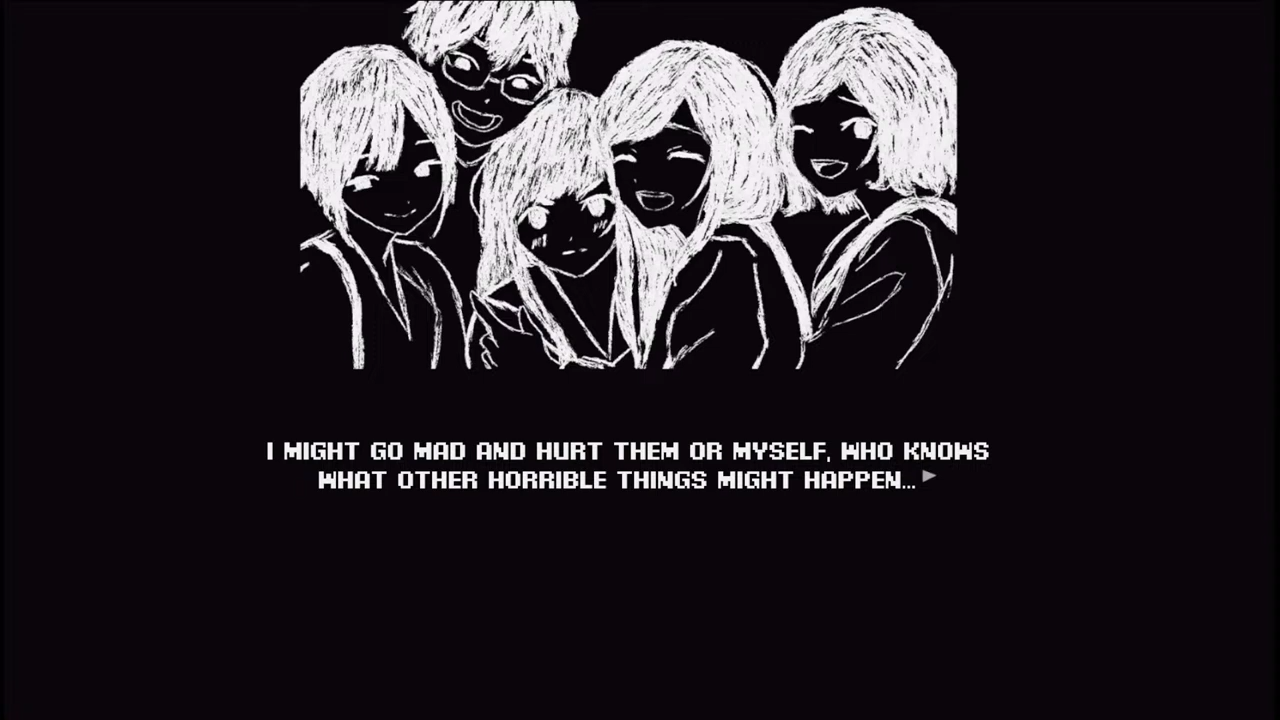 I MIGHT GO MAD AND HURT THEM OR MYSELF, WHO KNOWS
WHAT OTHER HORRIBLE THINGS MIGHT HAPPEN...